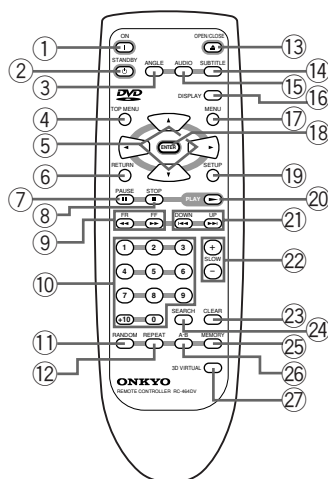 ON
OPEN/CLOSE
① ⑬
STANDBY
ANGLE AUDIO SUBTITLE
② ⑭
③ ⑮
DVD
DISPLAY
⑯
TOP MENU MENU
④ ⑰
⑱
⑤ ENTER
RETURN SETUP
⑥ ⑲
PAUSE STOP PLAY
⑦ ⑳
⑧
FR FF DOWN UP
⑨ ㉑
1 2 3 +
SLOW
4 5 6 -
㉒
7 8 9
⑩
+10 0
SEARCH CLEAR
㉓
㉔
RANDOM REPEAT A-B MEMORY
⑪ ㉕
⑫ ㉖
ONKYO
3D VIRTUAL
REMOTE CONTROLLER RC-464DV
㉗